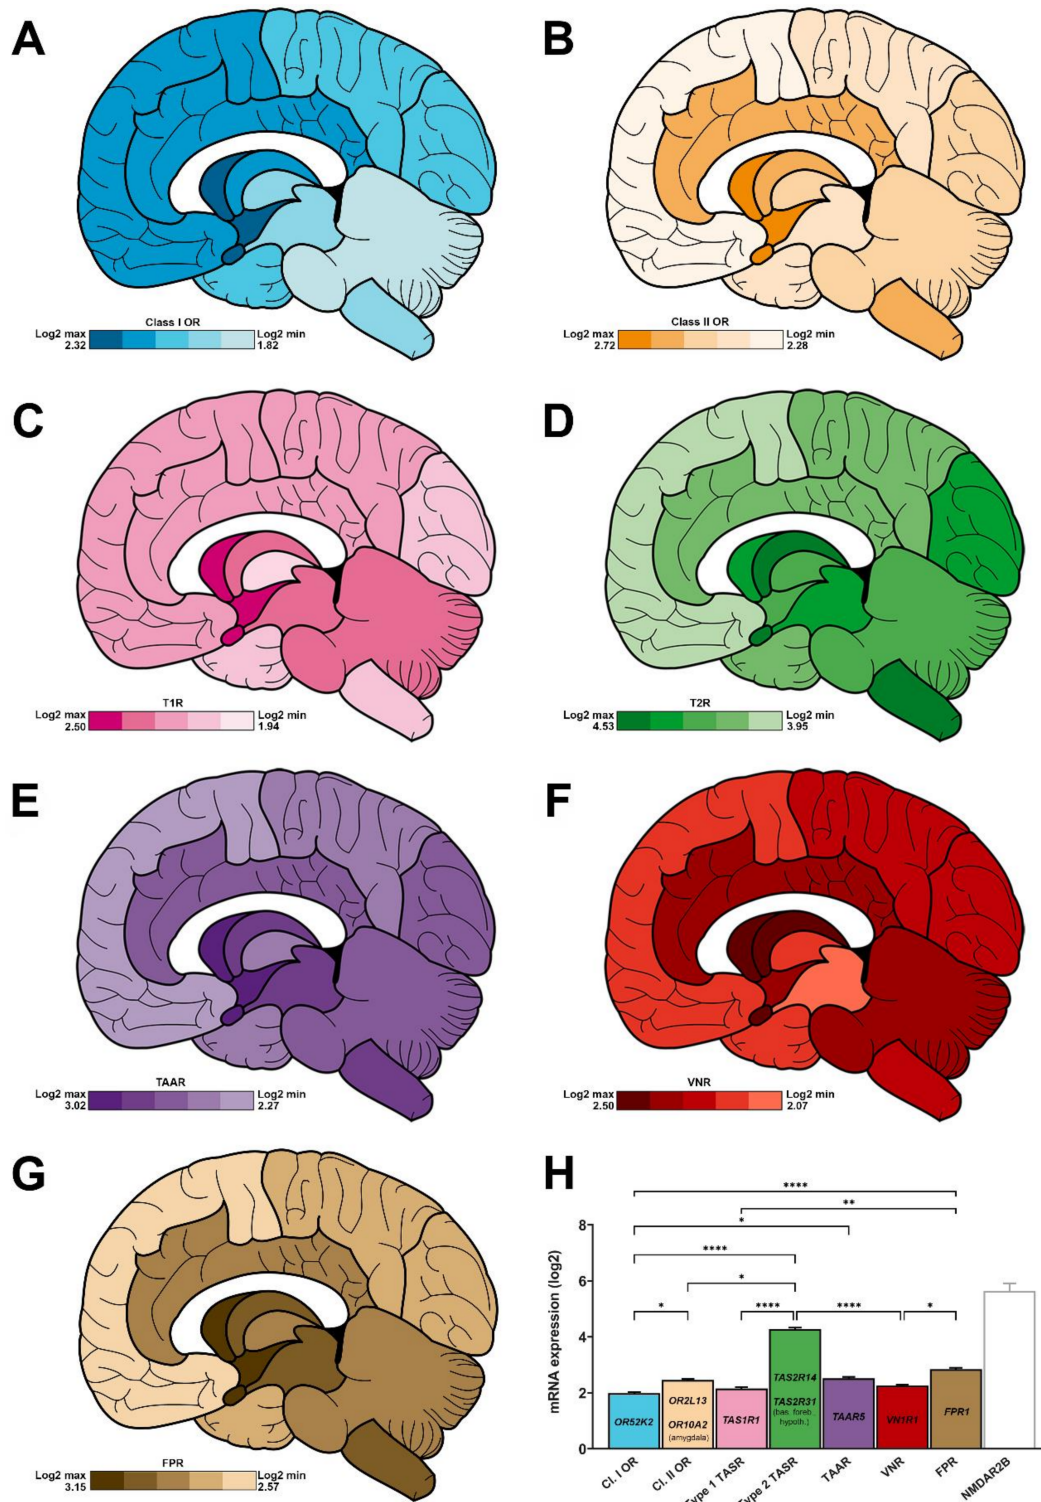 A
B
Class I OR
Log2 max
Log2 min
2.32
1.82
Class II OR
Log2 max
Log2 min
2.72
2.28
C
D
T1R
Log2 max
Log2 min
2.50
1.94
T2R
Log2 max
Log2 min
4.53
3.95
E
F
TAAR
Log2 max
Log2 min
3.02
2.27
VNR
Log2 max
Log2 min
2.50
2.07
G
H
FPR
Log2 max
Log2 min
3.15
2.57
****
**
*
****
*
*
****
****
*
mRNA expression (log2)
8
6
4
2
0
OR52K2
OR2L13
OR10A2
(amygdala)
TAS1R1
TAS2R14
TAS2R31
(bas. foreb.,
hypoth.)
TAAR5
VN1R1
FPR1
Cl. I OR
Cl. II OR
Type 1 TASR
Type 2 TASR
TAAR
VNR
FPR
NMDAR2B